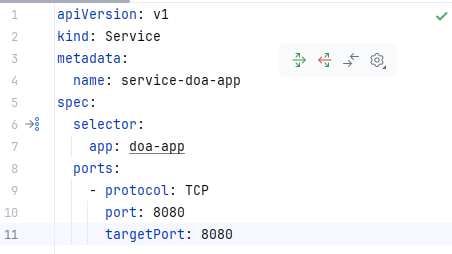 1 apiVersion: v1
2 kind: Service
3 metadata:
4   name: service-doa-app
5 spec:
6   selector:
7     app: doa-app
8   ports:
9     - protocol: TCP
10       port: 8080
11       targetPort: 8080